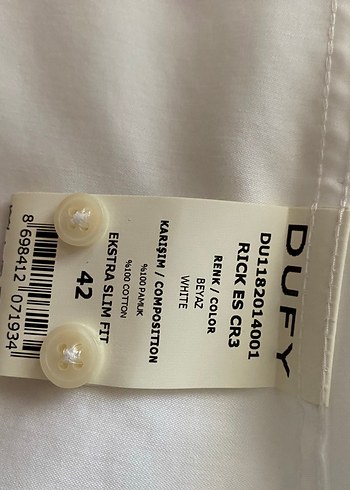 DUFY
DU1182014001
RICK ES CR3
RENK / COLOR
BEYAZ
WHITE
KARIŞIM / COMPOSITION
%100 PAMUK
%100 COTTON
EKSTRA SLIM FIT
42
8 698412 071934